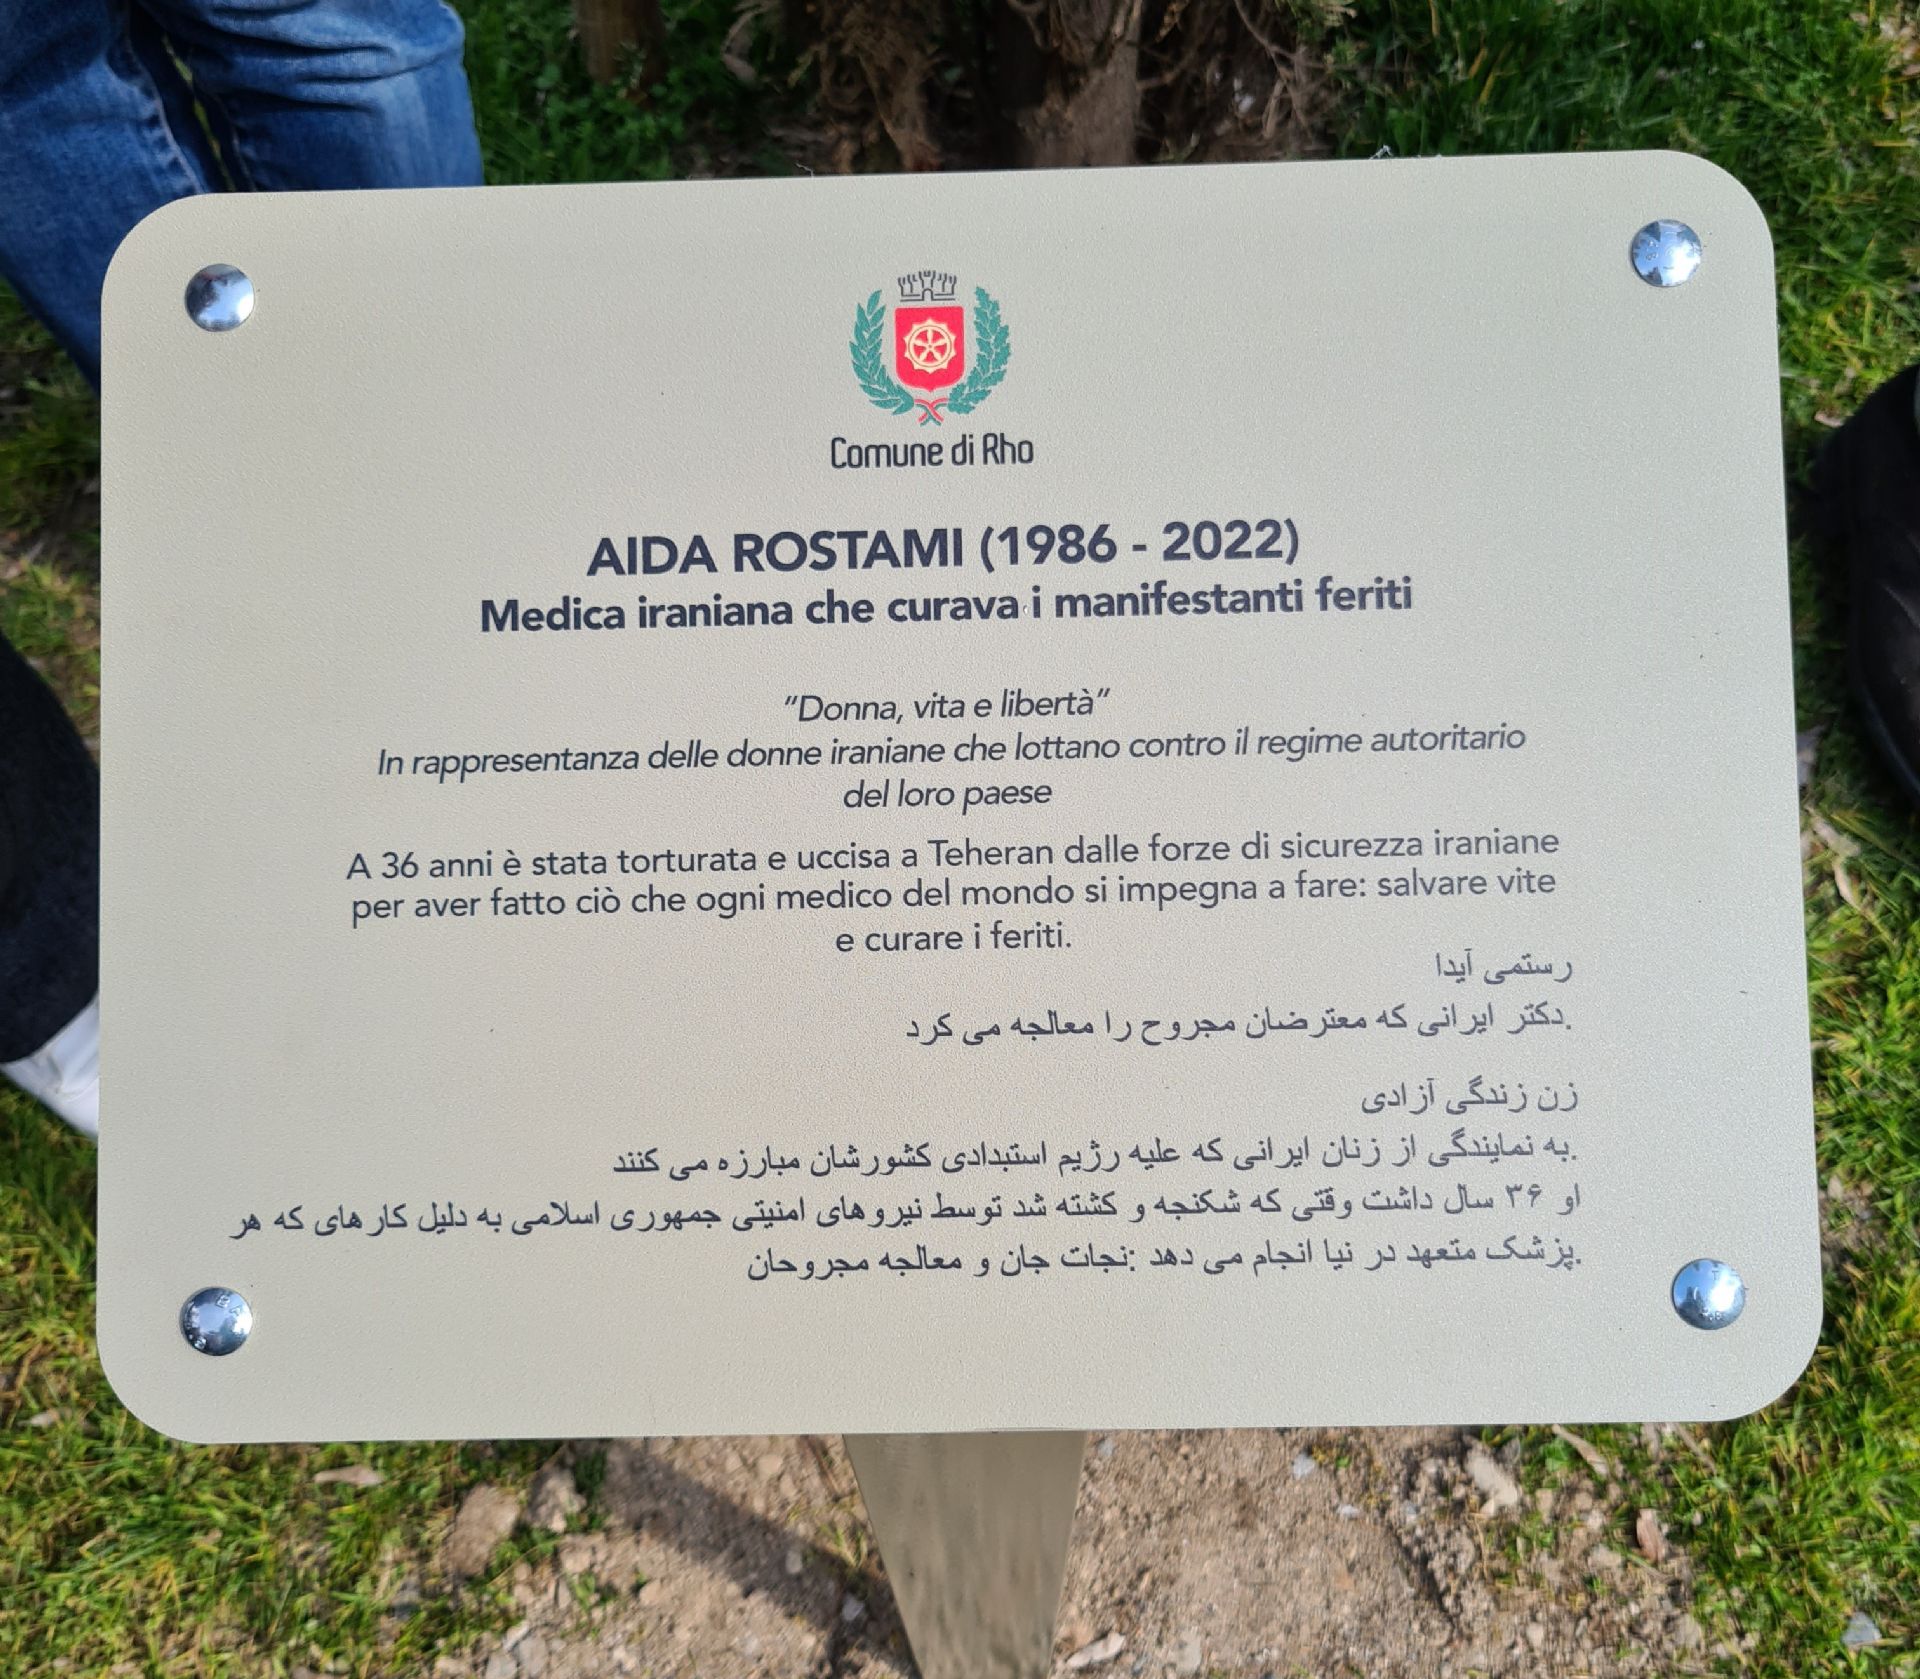 Comune di Rho
AIDA ROSTAMI (1986 - 2022)
Medica iraniana che curava i manifestanti feriti
"Donna, vita e libertà"
In rappresentanza delle donne iraniane che lottano contro il regime autoritario
del loro paese
A 36 anni è stata torturata e uccisa a Teheran dalle forze di sicurezza iraniane
per aver fatto ciò che ogni medico del mondo si impegna a fare: salvare vite
e curare i feriti.
رستمی آیدا
.دکتر ایرانی که معترضان مجروح را معالجه می کرد
زن زندگی آزادی
.به نمایندگی از زنان ایرانی که علیه رژیم استبدادی کشورشان مبارزه می کنند
او ۳۶ سال داشت وقتی که شکنجه و کشته شد توسط نیروهای امنیتی جمهوری اسلامی به دلیل کارهای که هر
.پزشک متعهد در نیا انجام می دهد :نجات جان و معالجه مجروحان